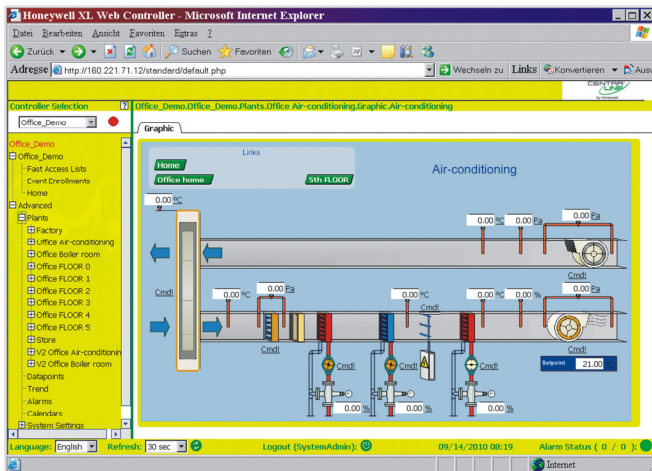 Honeywell XL Web Controller - Microsoft Internet Explorer
Datei Bearbeiten Ansicht Favoriten Extras ?
Zurück Suchen Favoriten
Adresse http://160.221.71.12/standard/default.php Wechseln zu Links Konvertieren
CENTRA
LINE
by Honeywell
Controller Selection ? Office_Demo.Office_Demo.Plants.Office Air-conditioning.Graphic.Air-conditioning
Office_Demo
Graphic
Office_Demo
Office_Demo
Fast Access Lists
Event Enrollments
Home
Advanced
Plants
Factory
Office Air-conditioning
Office Boiler room
Office FLOOR 0
Office FLOOR 1
Office FLOOR 2
Office FLOOR 3
Office FLOOR 4
Office FLOOR 5
Store
V2 Office Air-conditionin
V2 Office Boiler room
Datapoints
Trend
Alarms
Calendars
System Settings
Links
Home
Office home 5th FLOOR
Air-conditioning
0.00 °C
0.00 °C 0.00 Pa 0.00 Pa
Cmd!
Cmd!
0.00 °C 0.00 Pa 0.00 °C 0.00 °C 0.00 % 0.00 Pa
Cmd!
Cmd! Cmd!
Cmd! Cmd! Cmd!
Setpoint 21.00
0.00 % 0.00 % 0.00 %
Language: English Refresh: 30 sec Logout (SystemAdmin): 09/14/2010 08:19 Alarm Status ( 0 / 0 ):
Internet